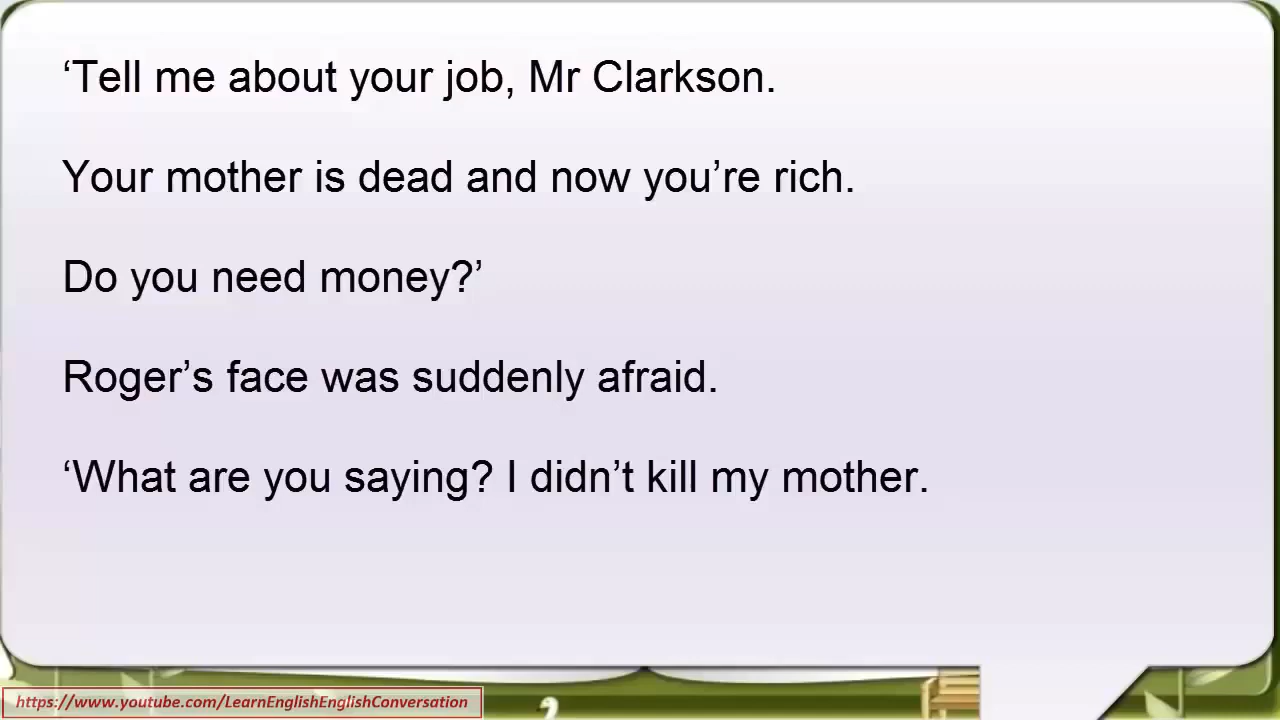 ‘Tell me about your job, Mr Clarkson.
Your mother is dead and now you’re rich.
Do you need money?’
Roger’s face was suddenly afraid.
‘What are you saying? I didn’t kill my mother.
https://www.youtube.com/LearnEnglishEnglishConversation